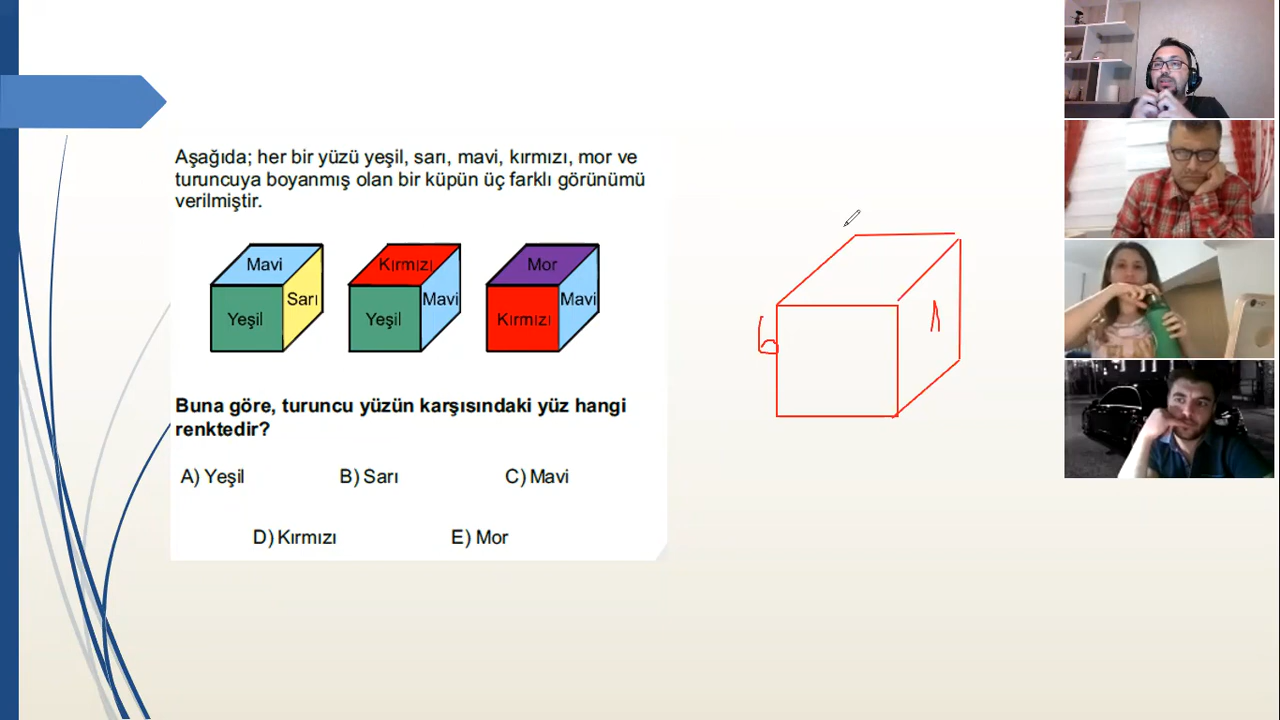 Aşağıda; her bir yüzü yeşil, sarı, mavi, kırmızı, mor ve
turuncuya boyanmış olan bir küpün üç farklı görünümü
verilmiştir.
Mavi
Sarı
Yeşil
Kırmızı
Mavi
Yeşil
Mor
Mavi
Kırmızı
6
1
Buna göre, turuncu yüzün karşısındaki yüz hangi
renktedir?
A) Yeşil B) Sarı C) Mavi
D) Kırmızı E) Mor